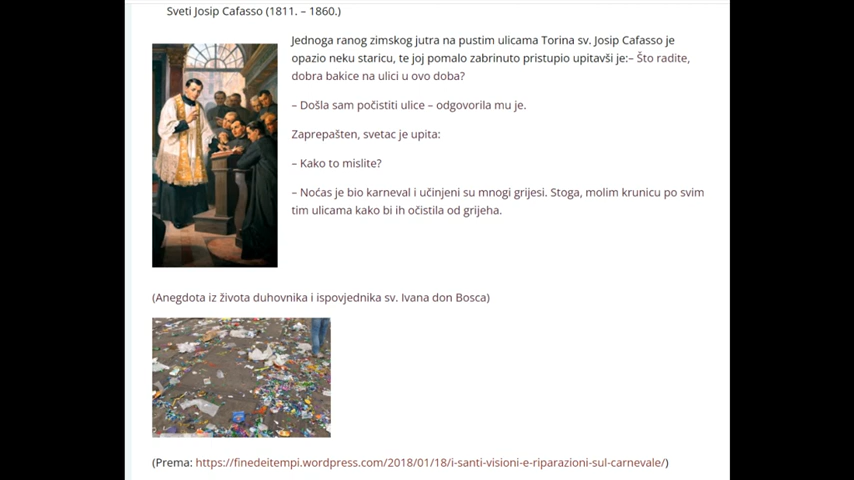 Sveti Josip Cafasso (1811. – 1860.)
Jednoga ranog zimskog jutra na pustim ulicama Torina sv. Josip Cafasso je
opazio neku staricu, te joj pomalo zabrinuto pristupio upitavši je:– Što radite,
dobra bakice na ulici u ovo doba?
– Došla sam počistiti ulice – odgovorila mu je.
Zaprepašten, svetac je upita:
– Kako to mislite?
– Noćas je bio karneval i učinjeni su mnogi grijesi. Stoga, molim krunicu po svim
tim ulicama kako bi ih očistila od grijeha.
(Anegdota iz života duhovnika i ispovjednika sv. Ivana don Bosca)
(Prema: https://finedeitempi.wordpress.com/2018/01/18/i-santi-visioni-e-riparazioni-sul-carnevale/)